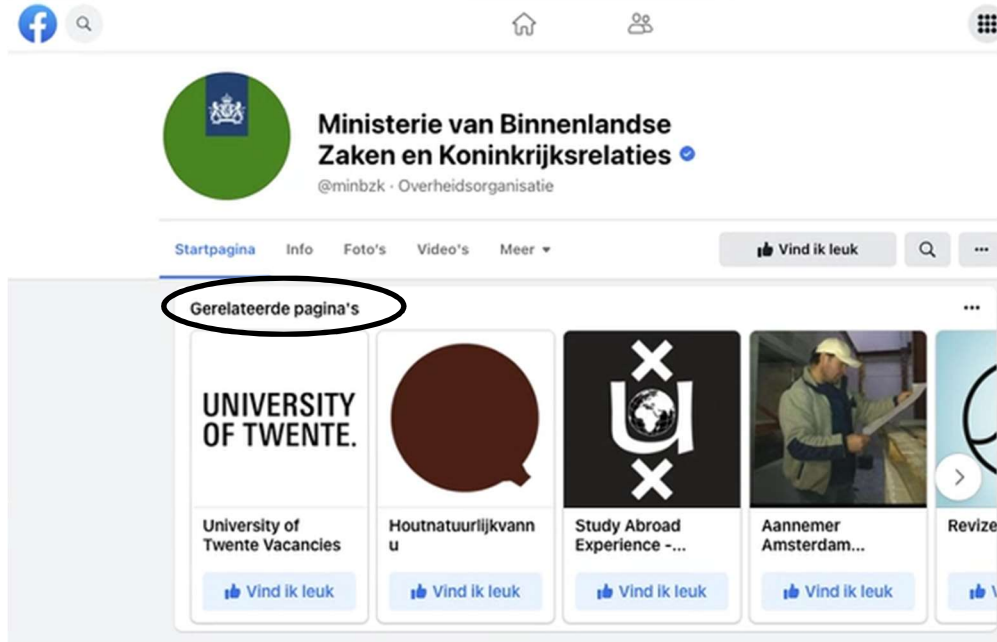 Ministerie van Binnenlandse
Zaken en Koninkrijksrelaties
@minbzk · Overheidsorganisatie
Startpagina Info Foto's Video's Meer Vind ik leuk
Gerelateerde pagina's
UNIVERSITY
OF TWENTE.
University of
Twente Vacancies
Vind ik leuk
Houtnatuurlijkvann
u
Vind ik leuk
Study Abroad
Experience -...
Vind ik leuk
Aannemer
Amsterdam...
Vind ik leuk
Revize